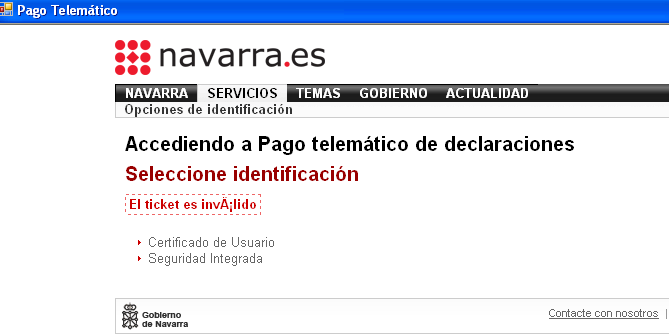 Pago Telemático
navarra.es
NAVARRA SERVICIOS TEMAS GOBIERNO ACTUALIDAD
Opciones de identificación
Accediendo a Pago telemático de declaraciones
Seleccione identificación
El ticket es invÃ¡lido
Certificado de Usuario
Seguridad Integrada
Gobierno
de Navarra
Contacte con nosotros |